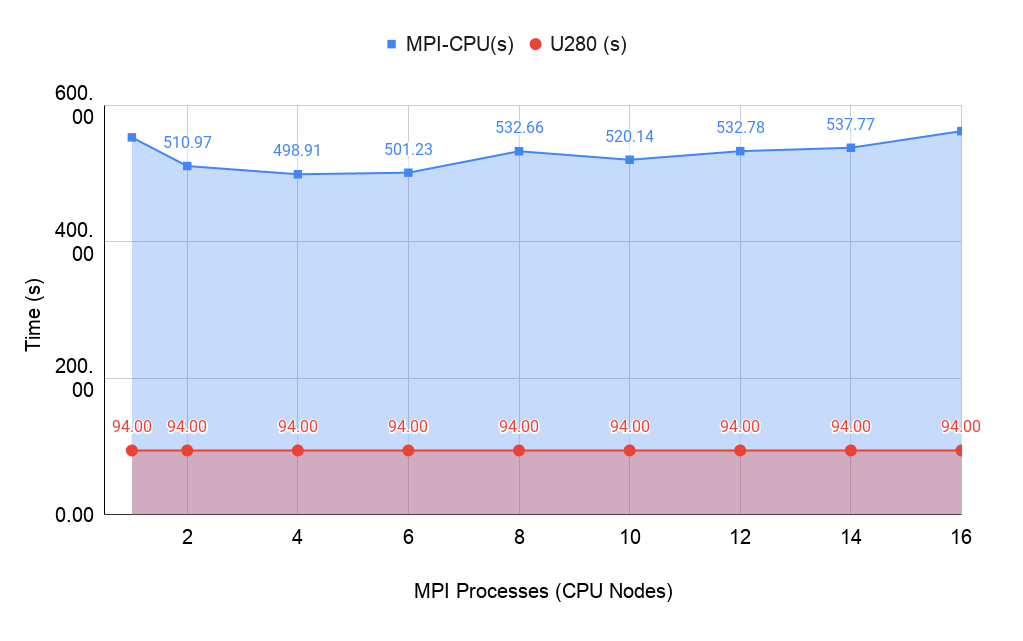 MPI-CPU(s) U280 (s)
600.
00
510.97 498.91 501.23 532.66 520.14 532.78 537.77
400.
00
Time (s)
200.
00
94.00 94.00 94.00 94.00 94.00 94.00 94.00 94.00 94.00
0.00
2 4 6 8 10 12 14 16
MPI Processes (CPU Nodes)